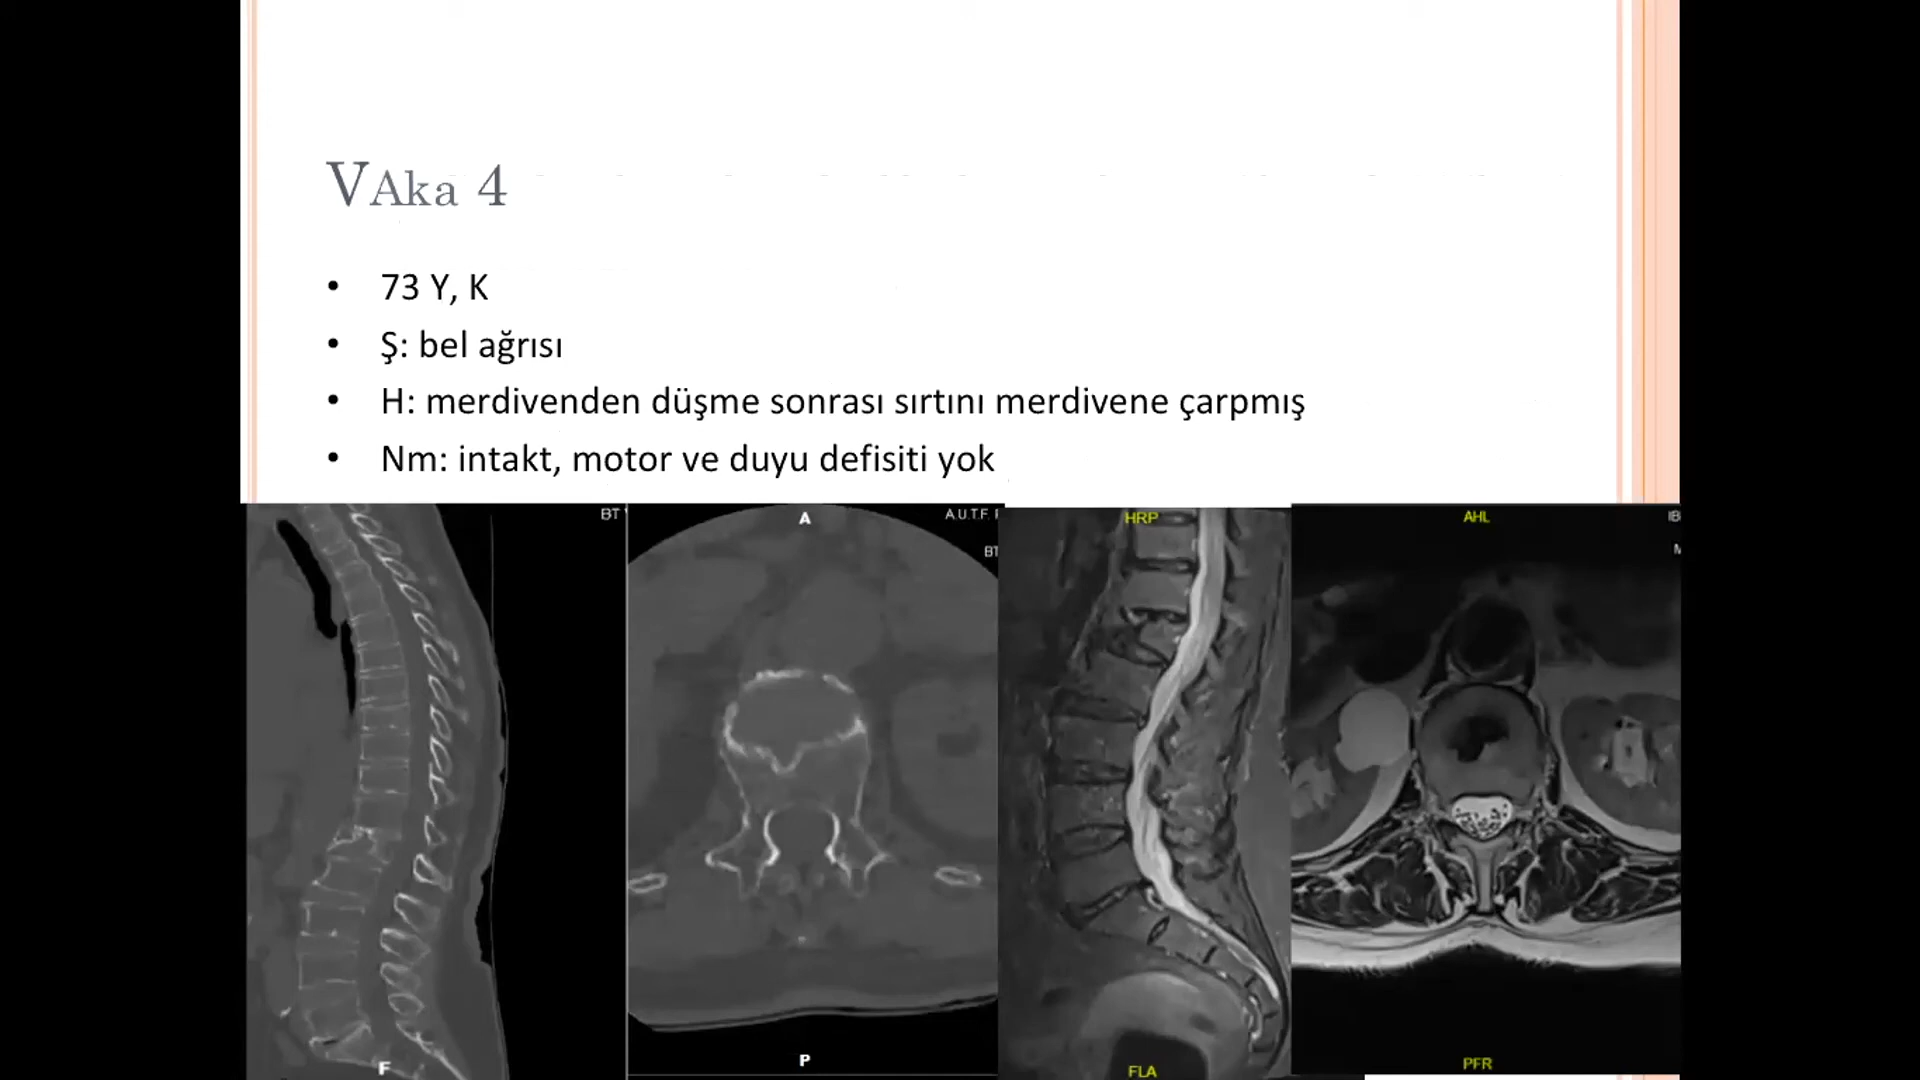 VAka 4
• 73 Y, K
• Ş: bel ağrısı
• H: merdivenden düşme sonrası sırtını merdivene çarpmış
• Nm: intakt, motor ve duyu defisiti yok
BT
A
A.U.T.F.
BT
HRP
AHL
F
P
FLA
PFR